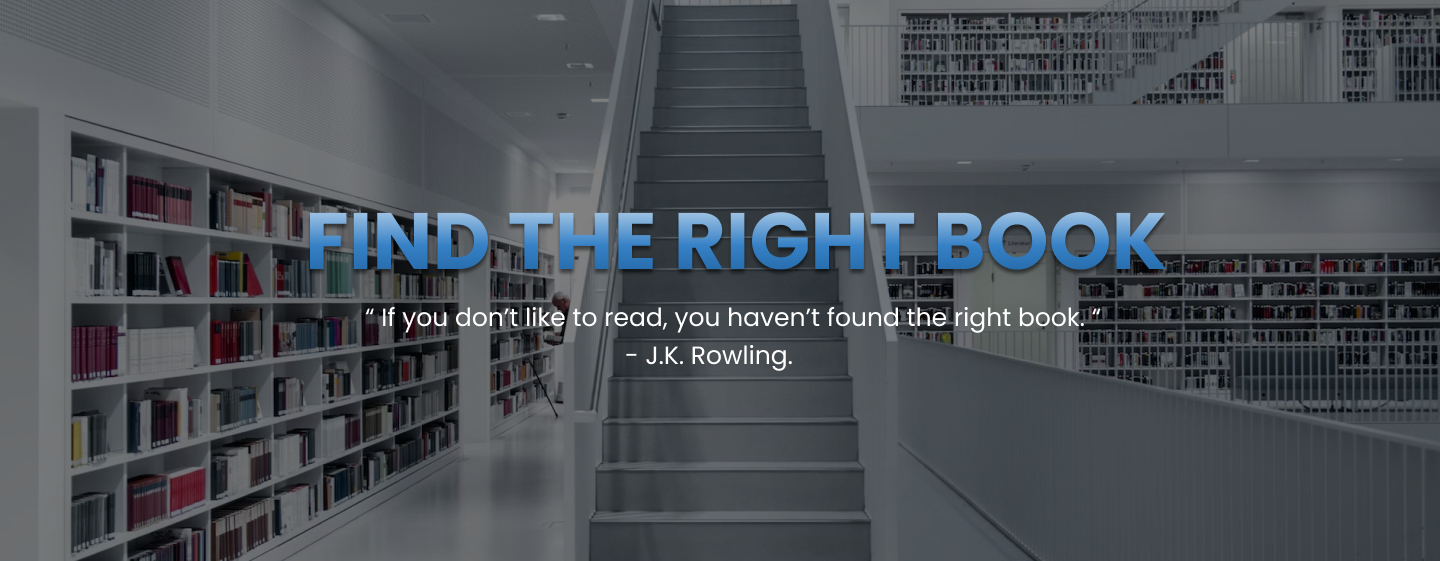 FIND THE RIGHT BOOK
“ If you don’t like to read, you haven’t found the right book. “
- J.K. Rowling.